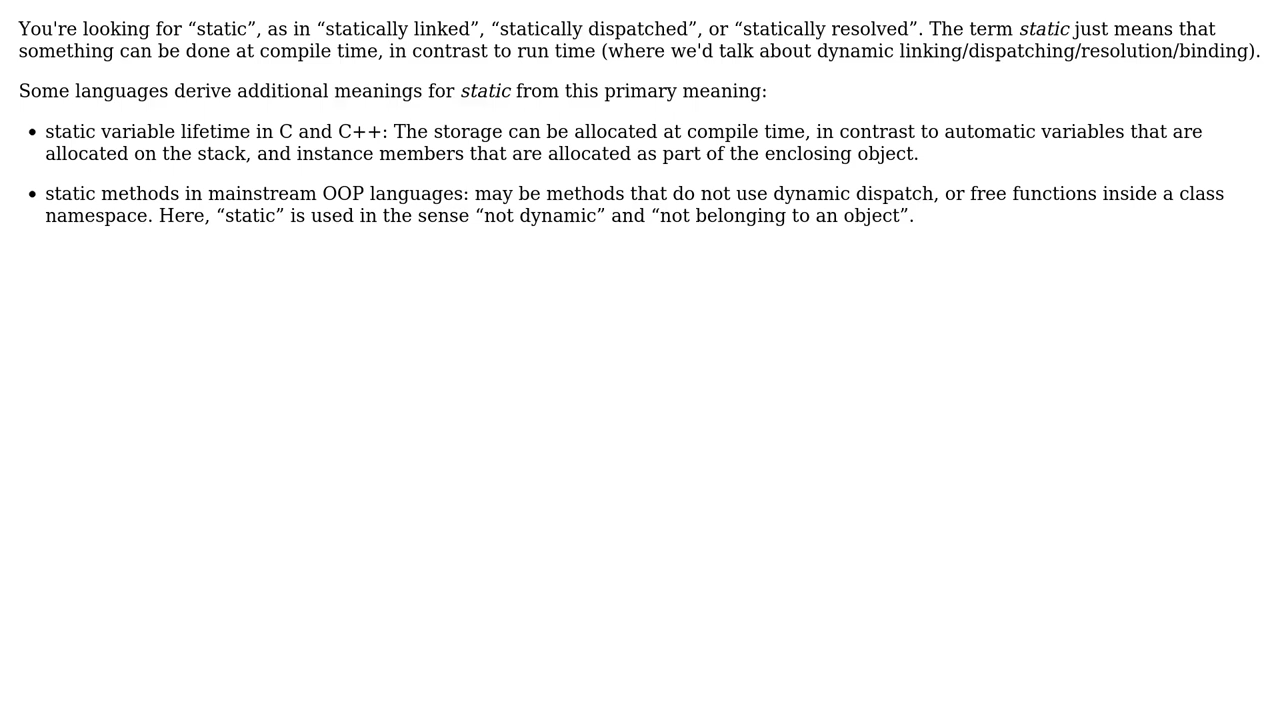 You're looking for “static”, as in “statically linked”, “statically dispatched”, or “statically resolved”. The term static just means that
something can be done at compile time, in contrast to run time (where we'd talk about dynamic linking/dispatching/resolution/binding).
Some languages derive additional meanings for static from this primary meaning:
• static variable lifetime in C and C++: The storage can be allocated at compile time, in contrast to automatic variables that are
allocated on the stack, and instance members that are allocated as part of the enclosing object.
• static methods in mainstream OOP languages: may be methods that do not use dynamic dispatch, or free functions inside a class
namespace. Here, “static” is used in the sense “not dynamic” and “not belonging to an object”.